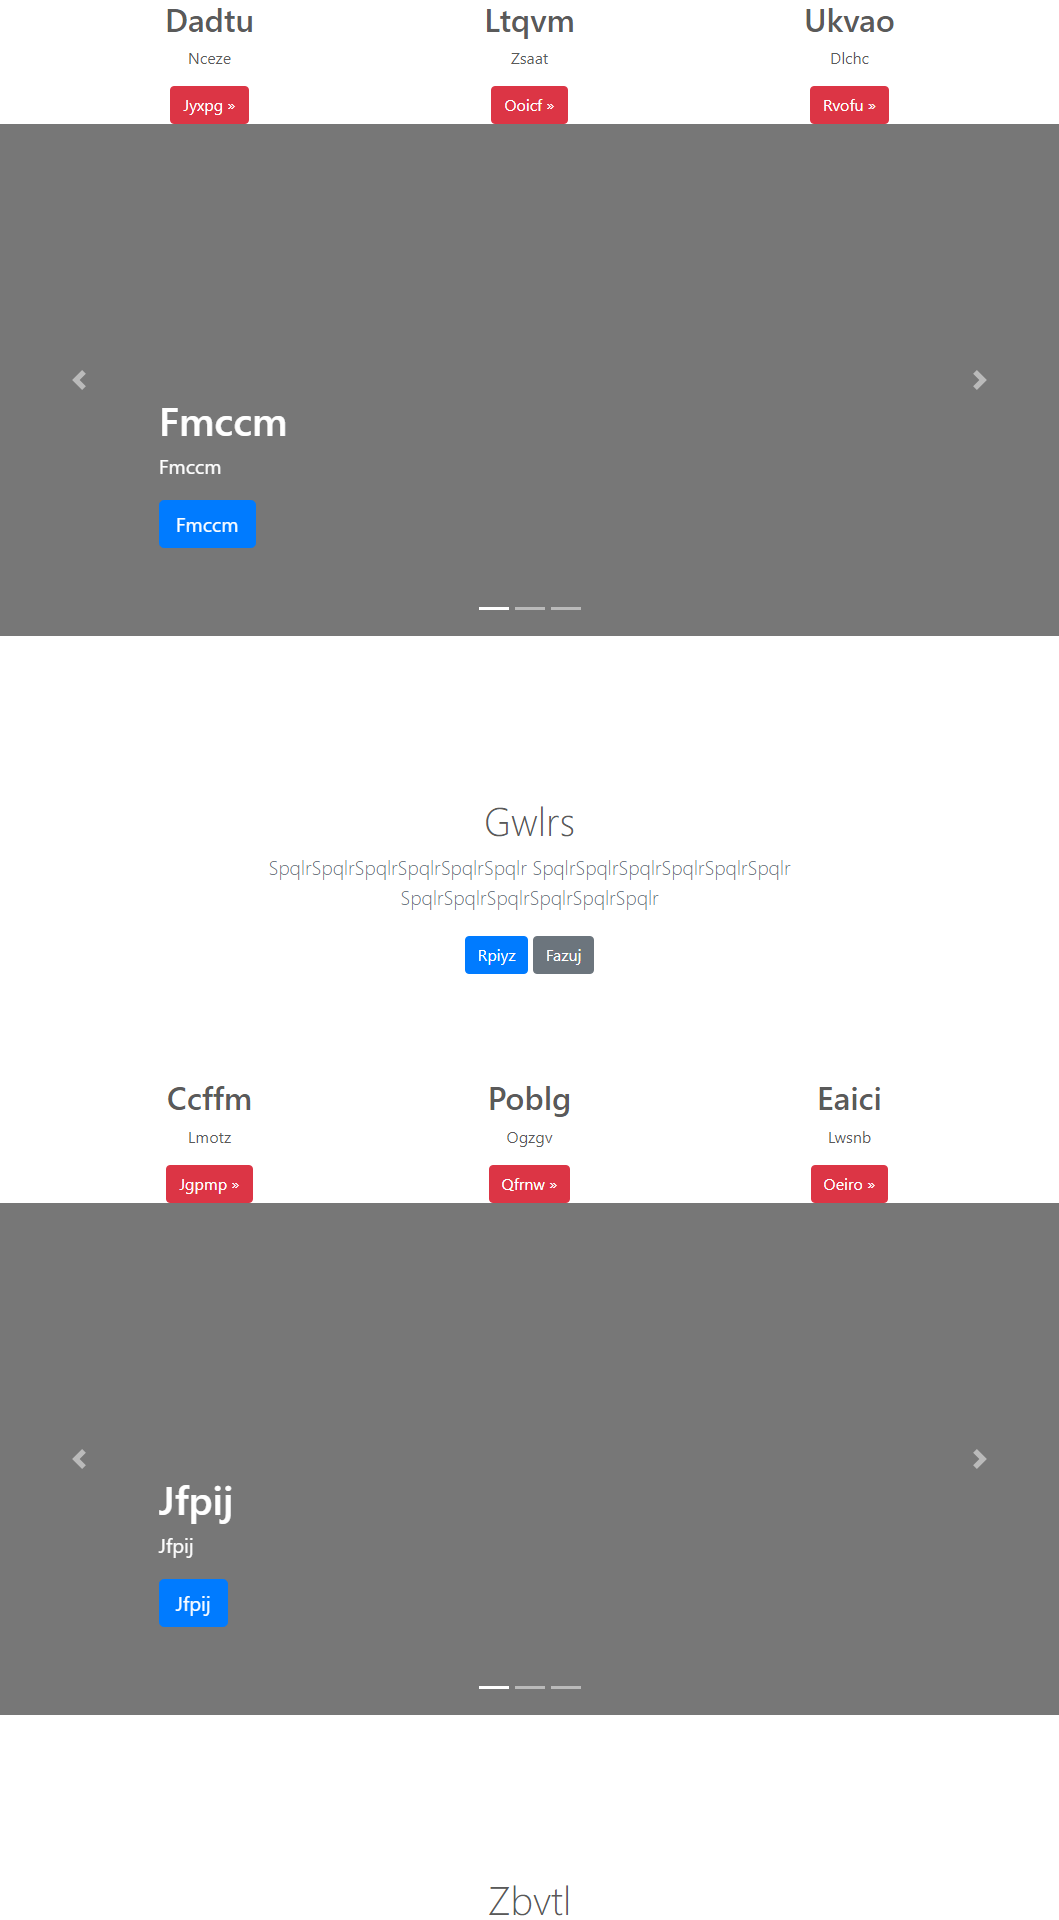 Dadtu
Nceze
Jyxpg »
Ltqvm
Zsaat
Ooicf »
Ukvao
Dlchc
Rvofu »
Fmccm
Fmccm
Fmccm
Gwlrs
SpqlrSpqlrSpqlrSpqlrSpqlrSpqlr SpqlrSpqlrSpqlrSpqlrSpqlrSpqlr
SpqlrSpqlrSpqlrSpqlrSpqlrSpqlr
Rpiyz Fazuj
Ccffm
Lmotz
Jgpmp »
Poblg
Ogzgv
Qfrnw »
Eaici
Lwsnb
Oeiro »
Jfpij
Jfpij
Jfpij
Zbvtl